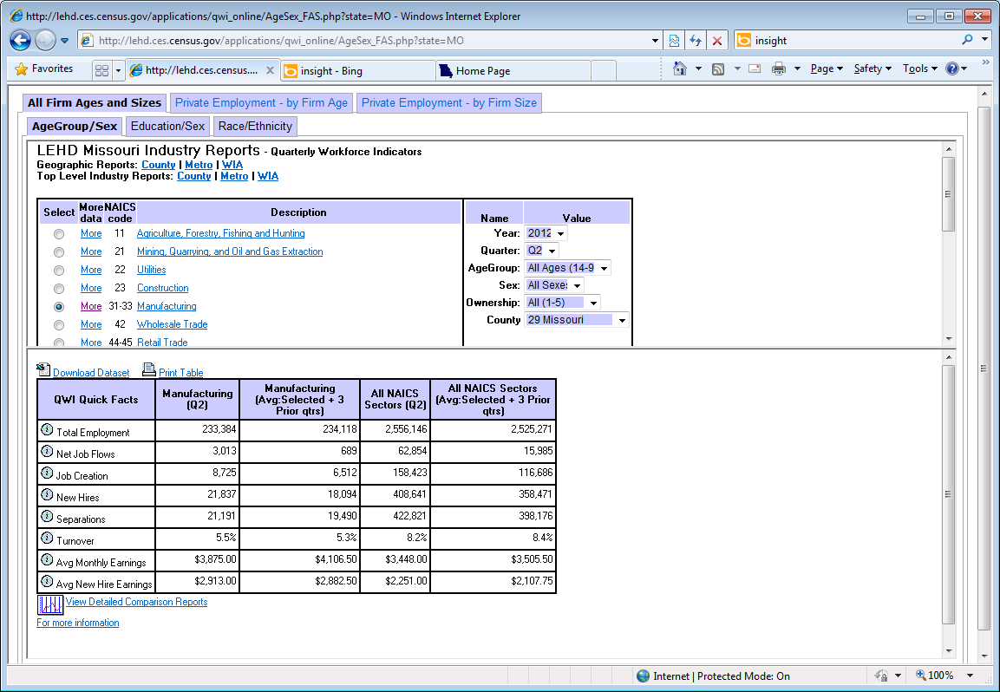 http://lehd.ces.census.gov/applications/qwi_online/AgeSex_FAS.php?state=MO - Windows Internet Explorer
http://lehd.ces.census.gov/applications/qwi_online/AgeSex_FAS.php?state=MO
insight
Favorites
http://lehd.ces.census....
insight - Bing
Home Page
Page
Safety
Tools
All Firm Ages and Sizes
Private Employment - by Firm Age
Private Employment - by Firm Size
AgeGroup/Sex
Education/Sex
Race/Ethnicity
LEHD Missouri Industry Reports - Quarterly Workforce Indicators
Geographic Reports: County | Metro | WIA
Top Level Industry Reports: County | Metro | WIA
Select More data NAICS code Description
More 11 Agriculture, Forestry, Fishing and Hunting
More 21 Mining, Quarrying, and Oil and Gas Extraction
More 22 Utilities
More 23 Construction
More 31-33 Manufacturing
More 42 Wholesale Trade
More 44-45 Retail Trade
Name Value
Year: 2012
Quarter: Q2
AgeGroup: All Ages (14-9
Sex: All Sexe
Ownership: All (1-5)
County 29 Missouri
Download Dataset Print Table
QWI Quick Facts Manufacturing (Q2) Manufacturing (Avg:Selected + 3 Prior qtrs) All NAICS Sectors (Q2) All NAICS Sectors (Avg:Selected + 3 Prior qtrs)
Total Employment 233,384 234,118 2,556,146 2,525,271
Net Job Flows 3,013 689 62,854 15,985
Job Creation 8,725 6,512 158,423 116,686
New Hires 21,837 18,094 408,641 358,471
Separations 21,191 19,490 422,821 398,176
Turnover 5.5% 5.3% 8.2% 8.4%
Avg Monthly Earnings $3,875.00 $4,106.50 $3,448.00 $3,505.50
Avg New Hire Earnings $2,913.00 $2,882.50 $2,251.00 $2,107.75
View Detailed Comparison Reports
For more information
Internet | Protected Mode: On
100%